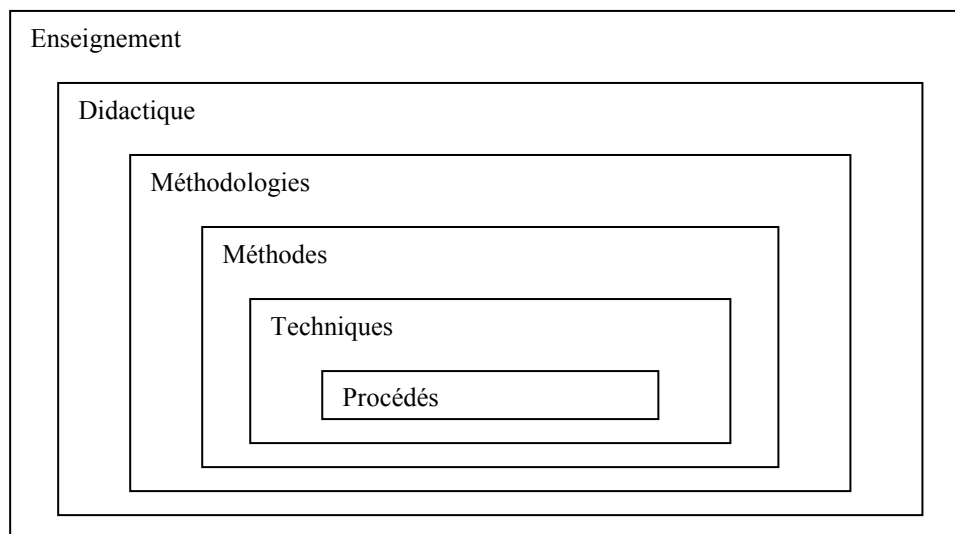 Enseignement
Didactique
Méthodologies
Méthodes
Techniques
Procédés